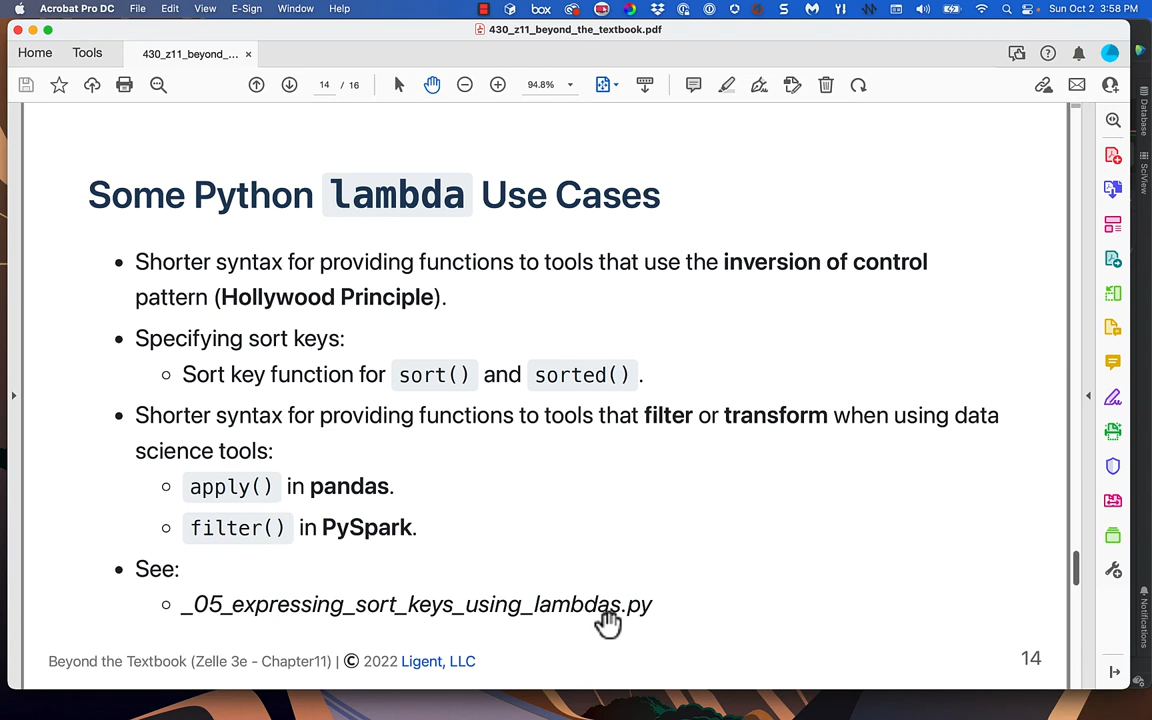 Acrobat Pro DC File Edit View E-Sign Window Help box Sun Oct 2 3:58 PM
430_z11_beyond_the_textbook.pdf
Home Tools 430_z11_beyond_... ×
14 / 16 94.8%
Database
SciView
Some Python lambda Use Cases
• Shorter syntax for providing functions to tools that use the inversion of control
pattern (Hollywood Principle).
• Specifying sort keys:
◦ Sort key function for sort() and sorted().
• Shorter syntax for providing functions to tools that filter or transform when using data
science tools:
◦ apply() in pandas.
◦ filter() in PySpark.
• See:
◦ _05_expressing_sort_keys_using_lambdas.py
Notifications
Beyond the Textbook (Zelle 3e - Chapter11) | © 2022 Ligent, LLC 14